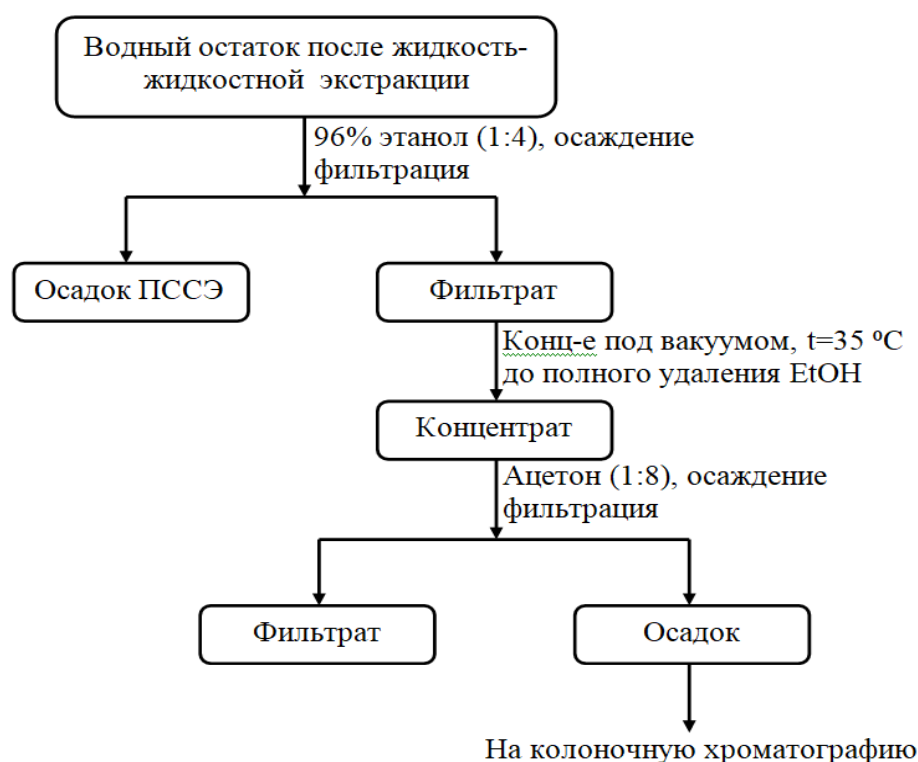 Водный остаток после жидкость-
жидкостной экстракции
96% этанол (1:4), осаждение
фильтрация
Осадок ПССЭ
Фильтрат
Конц-е под вакуумом, t=35 ºС
до полного удаления EtOH
Концентрат
Ацетон (1:8), осаждение
фильтрация
Фильтрат
Осадок
На колоночную хроматографию